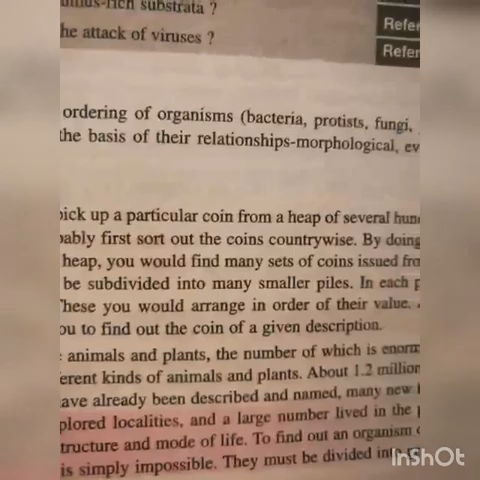 substrata ?
he attack of viruses ?
Refer
Refer
ordering of organisms (bacteria, protists, fungi,
the basis of their relationships-morphological, ev
pick up a particular coin from a heap of several hun
bably first sort out the coins countrywise. By doing
heap, you would find many sets of coins issued fro
be subdivided into many smaller piles. In each p
These you would arrange in order of their value.
ou to find out the coin of a given description.
animals and plants, the number of which is enorm
erent kinds of animals and plants. About 1.2 million
ave already been described and named, many new
plored localities, and a large number lived in the
tructure and mode of life. To find out an organism
is simply impossible. They must be divided into
InShOt